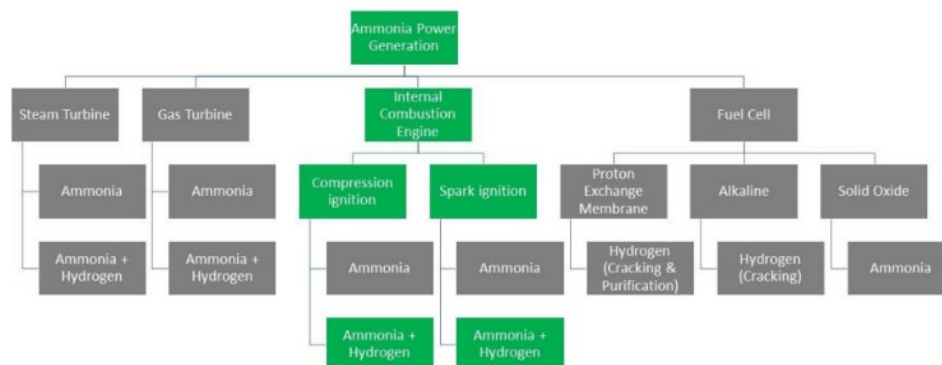 Ammonia Power
Generation
Steam Turbine
Gas Turbine
Internal
Combustion
Engine
Fuel Cell
Ammonia
Ammonia +
Hydrogen
Ammonia
Ammonia +
Hydrogen
Compression
ignition
Ammonia
Ammonia +
Hydrogen
Spark ignition
Ammonia
Ammonia +
Hydrogen
Proton
Exchange
Membrane
Hydrogen
(Cracking &
Purification)
Alkaline
Hydrogen
(Cracking)
Solid Oxide
Ammonia